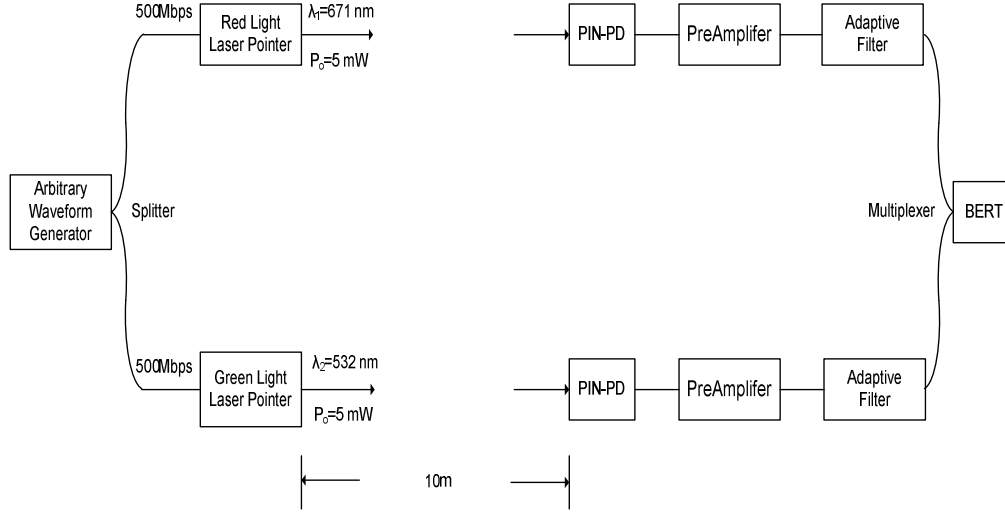 500Mbps
Red Light
Laser Pointer
λ1=671 nm
Po=5 mW
PIN-PD
PreAmplifer
Adaptive
Filter
Arbitrary
Waveform
Generator
Splitter
Multiplexer
BERT
500Mbps
Green Light
Laser Pointer
λ2=532 nm
Po=5 mW
PIN-PD
PreAmplifer
Adaptive
Filter
10m